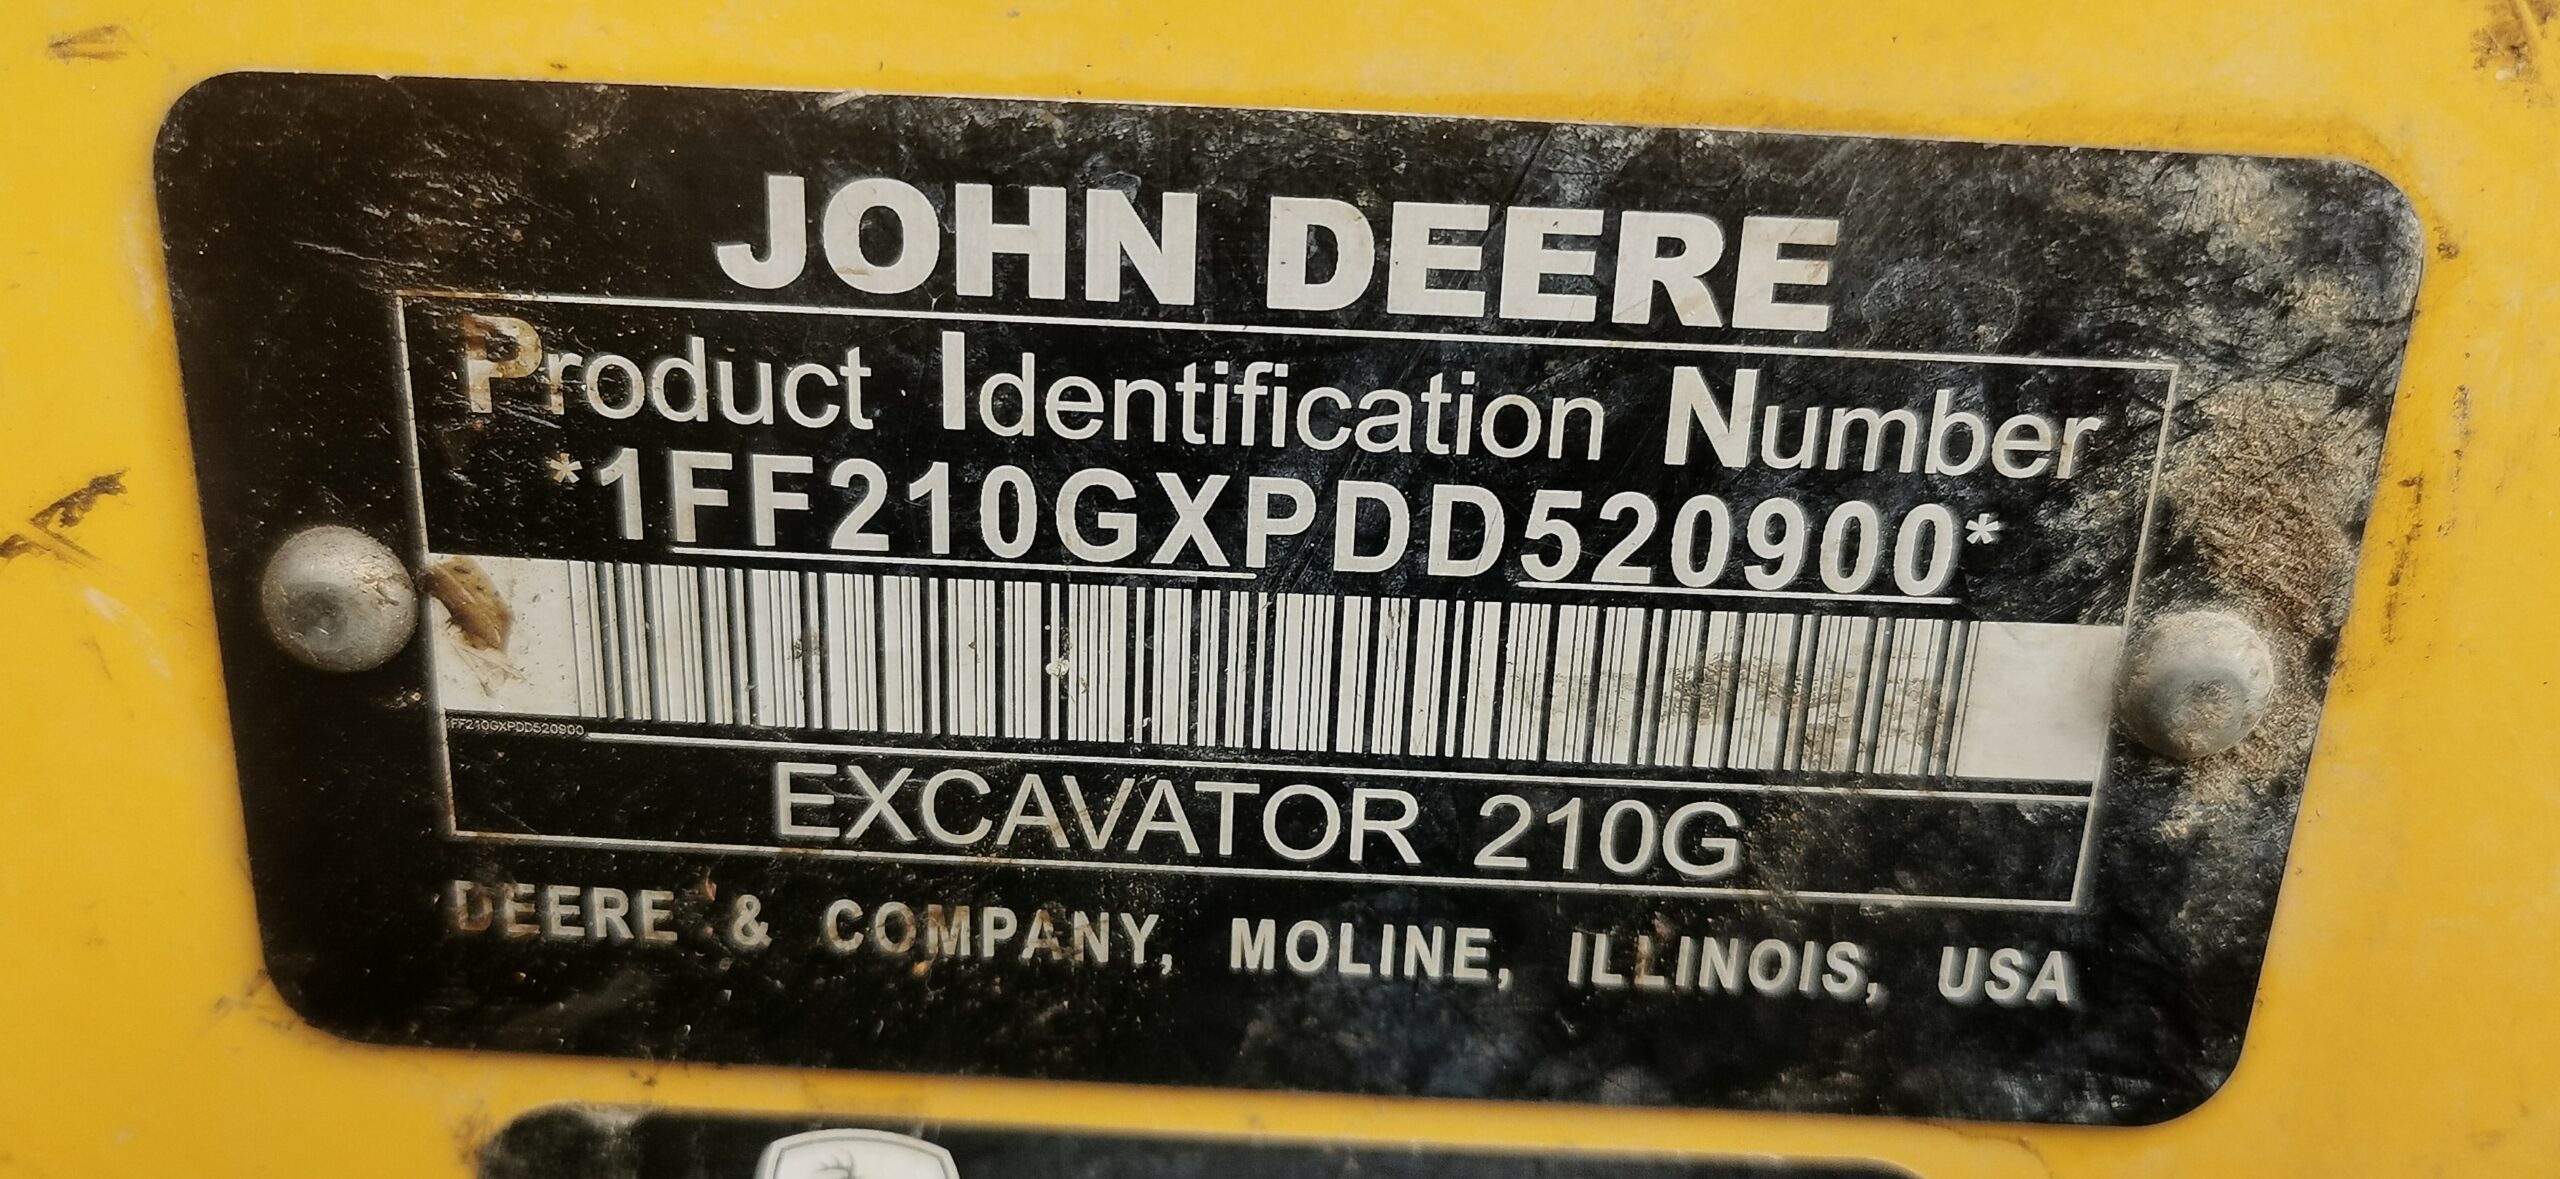 JOHN DEERE
Product Identification Number
*1FF210GXPDD520900*
1FF210GXPDD520900
EXCAVATOR 210G
DEERE & COMPANY, MOLINE, ILLINOIS, USA